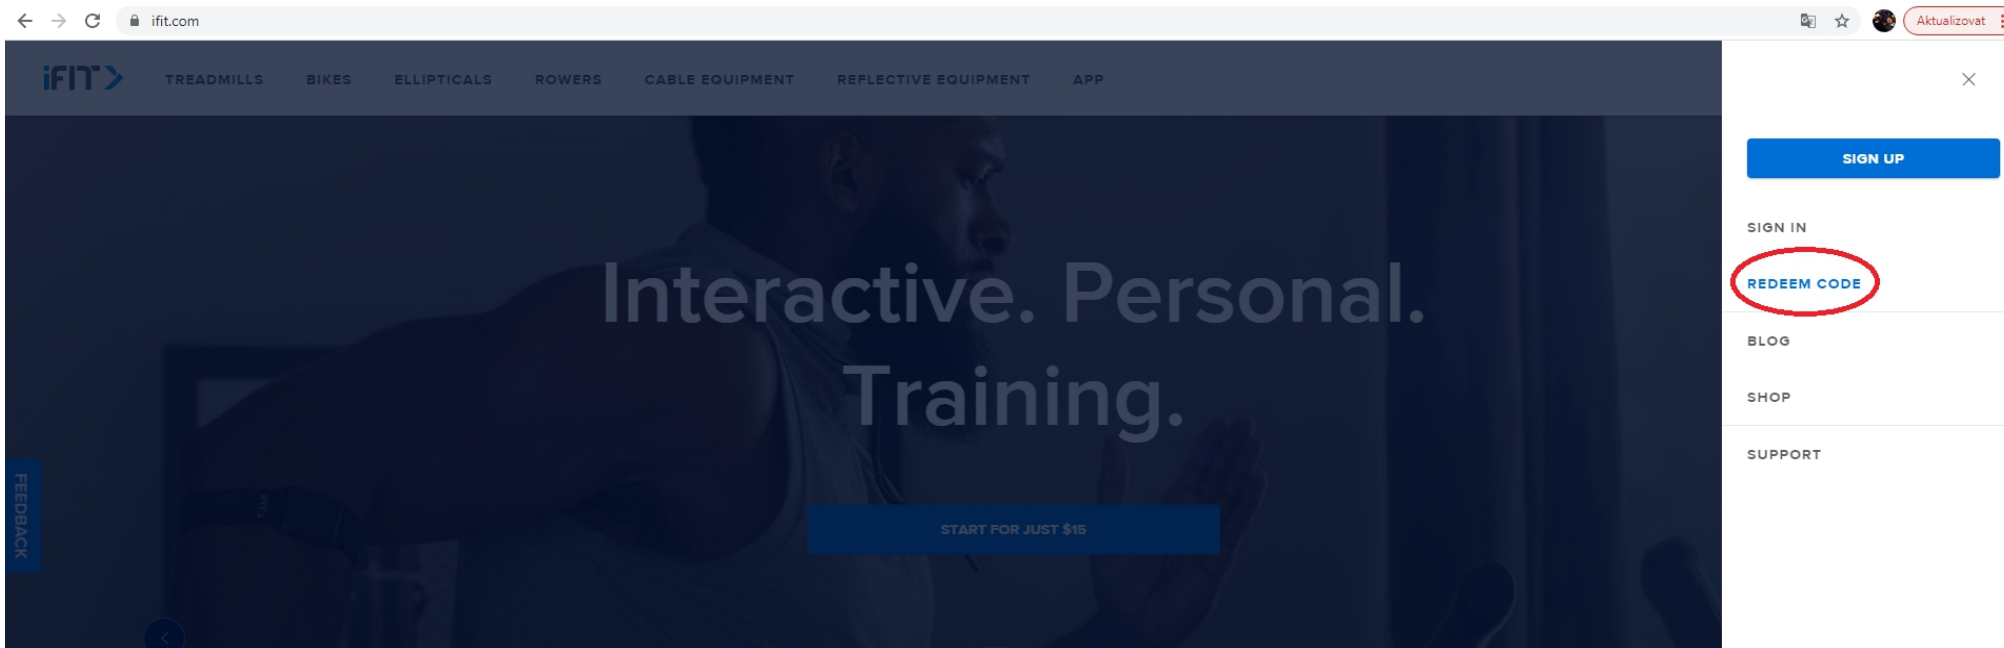 ifit.com
Aktualizovat
iFIT
TREADMILLS BIKES ELLIPTICALS ROWERS CABLE EQUIPMENT REFLECTIVE EQUIPMENT APP
SIGN UP
SIGN IN
REDEEM CODE
BLOG
SHOP
SUPPORT
Interactive. Personal.
Training.
START FOR JUST $15
FEEDBACK
iFIT